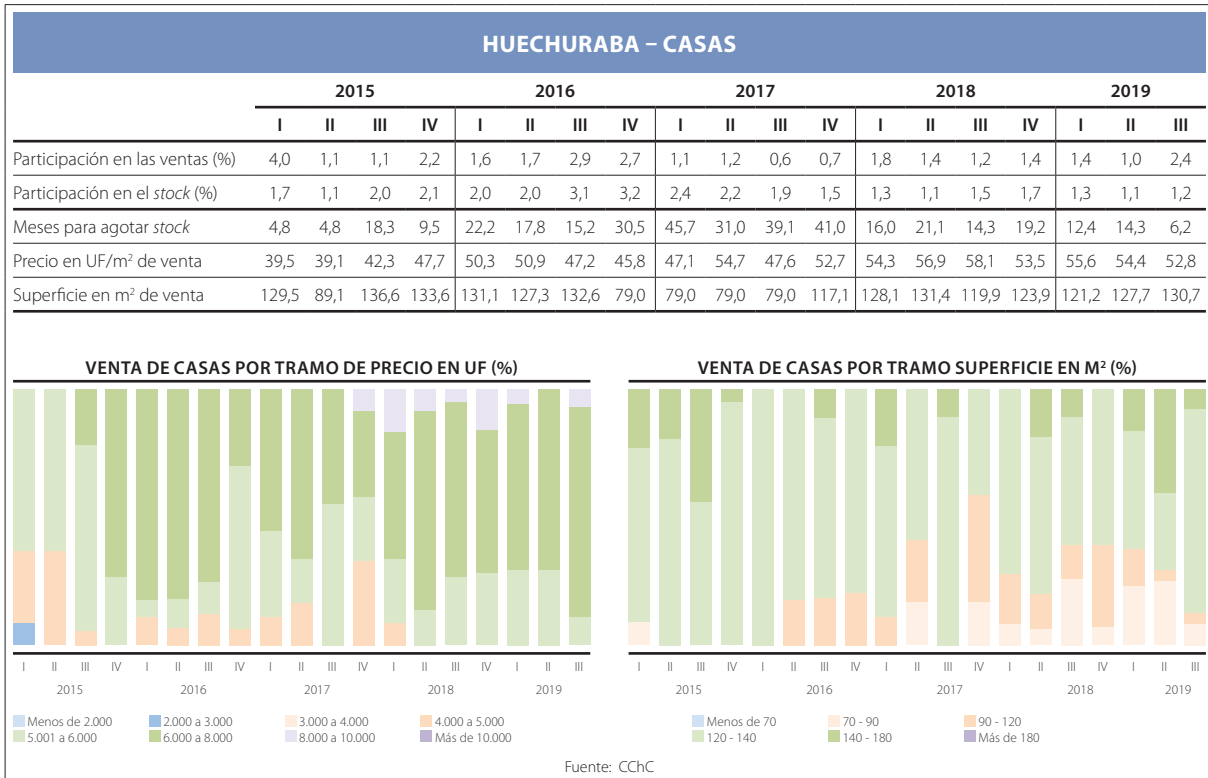 HUECHURABA – CASAS
2015 2016 2017 2018 2019
I II III IV I II III IV I II III IV I II III IV I II III
Participación en las ventas (%) 4,0 1,1 1,1 2,2 1,6 1,7 2,9 2,7 1,1 1,2 0,6 0,7 1,8 1,4 1,2 1,4 1,4 1,0 2,4
Participación en el stock (%) 1,7 1,1 2,0 2,1 2,0 2,0 3,1 3,2 2,4 2,2 1,9 1,5 1,3 1,1 1,5 1,7 1,3 1,1 1,2
Meses para agotar stock 4,8 4,8 18,3 9,5 22,2 17,8 15,2 30,5 45,7 31,0 39,1 41,0 16,0 21,1 14,3 19,2 12,4 14,3 6,2
Precio en UF/m² de venta 39,5 39,1 42,3 47,7 50,3 50,9 47,2 45,8 47,1 54,7 47,6 52,7 54,3 56,9 58,1 53,5 55,6 54,4 52,8
Superficie en m² de venta 129,5 89,1 136,6 133,6 131,1 127,3 132,6 79,0 79,0 79,0 79,0 117,1 128,1 131,4 119,9 123,9 121,2 127,7 130,7
VENTA DE CASAS POR TRAMO DE PRECIO EN UF (%)
I II III IV I II III IV I II III IV I II III IV I II III
2015 2016 2017 2018 2019
Menos de 2.000 2.000 a 3.000 3.000 a 4.000 4.000 a 5.000
5.001 a 6.000 6.000 a 8.000 8.000 a 10.000 Más de 10.000
VENTA DE CASAS POR TRAMO SUPERFICIE EN M² (%)
I II III IV I II III IV I II III IV I II III IV I II III
2015 2016 2017 2018 2019
Menos de 70 70 - 90 90 - 120
120 - 140 140 - 180 Más de 180
Fuente: CChC